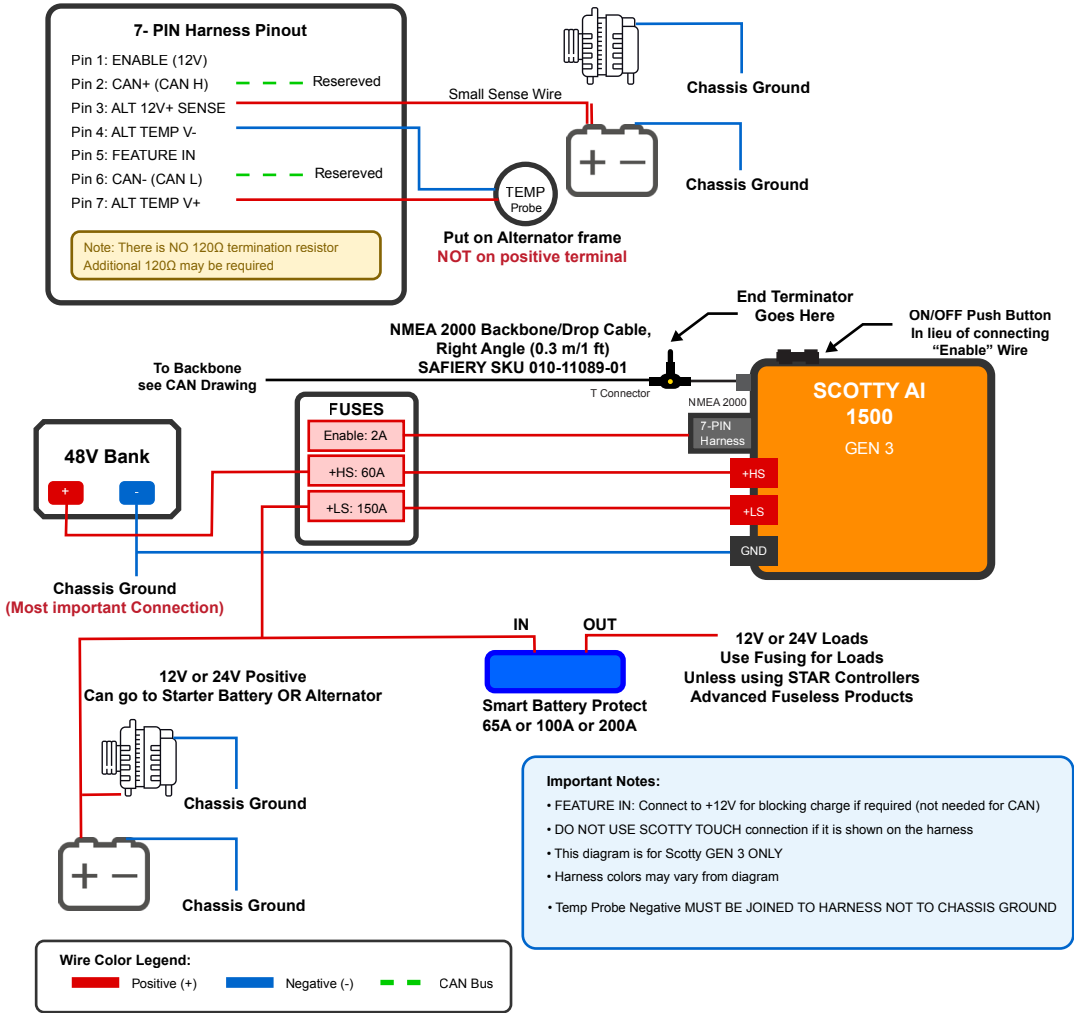 7- PIN Harness Pinout
Pin 1: ENABLE (12V)
Pin 2: CAN+ (CAN H)
Resereved
Pin 3: ALT 12V+ SENSE
Pin 4: ALT TEMP V-
Pin 5: FEATURE IN
Pin 6: CAN- (CAN L)
Resereved
Pin 7: ALT TEMP V+
Note: There is NO 120Ω termination resistor
Additional 120Ω may be required
Small Sense Wire
Chassis Ground
+ −
Chassis Ground
TEMP
Probe
Put on Alternator frame
NOT on positive terminal
End Terminator
Goes Here
ON/OFF Push Button
In lieu of connecting
“Enable” Wire
NMEA 2000 Backbone/Drop Cable,
Right Angle (0.3 m/1 ft)
SAFIERY SKU 010-11089-01
To Backbone
see CAN Drawing
T Connector
NMEA 2000
7-PIN
Harness
SCOTTY AI
1500
GEN 3
+HS
+LS
GND
FUSES
Enable: 2A
+HS: 60A
+LS: 150A
48V Bank
+ -
Chassis Ground
(Most important Connection)
IN OUT
12V or 24V Loads
Use Fusing for Loads
Unless using STAR Controllers
Advanced Fuseless Products
Smart Battery Protect
65A or 100A or 200A
12V or 24V Positive
Can go to Starter Battery OR Alternator
Chassis Ground
+ −
Chassis Ground
Important Notes:
• FEATURE IN: Connect to +12V for blocking charge if required (not needed for CAN)
• DO NOT USE SCOTTY TOUCH connection if it is shown on the harness
• This diagram is for Scotty GEN 3 ONLY
• Harness colors may vary from diagram
• Temp Probe Negative MUST BE JOINED TO HARNESS NOT TO CHASSIS GROUND
Wire Color Legend:
Positive (+)
Negative (-)
CAN Bus